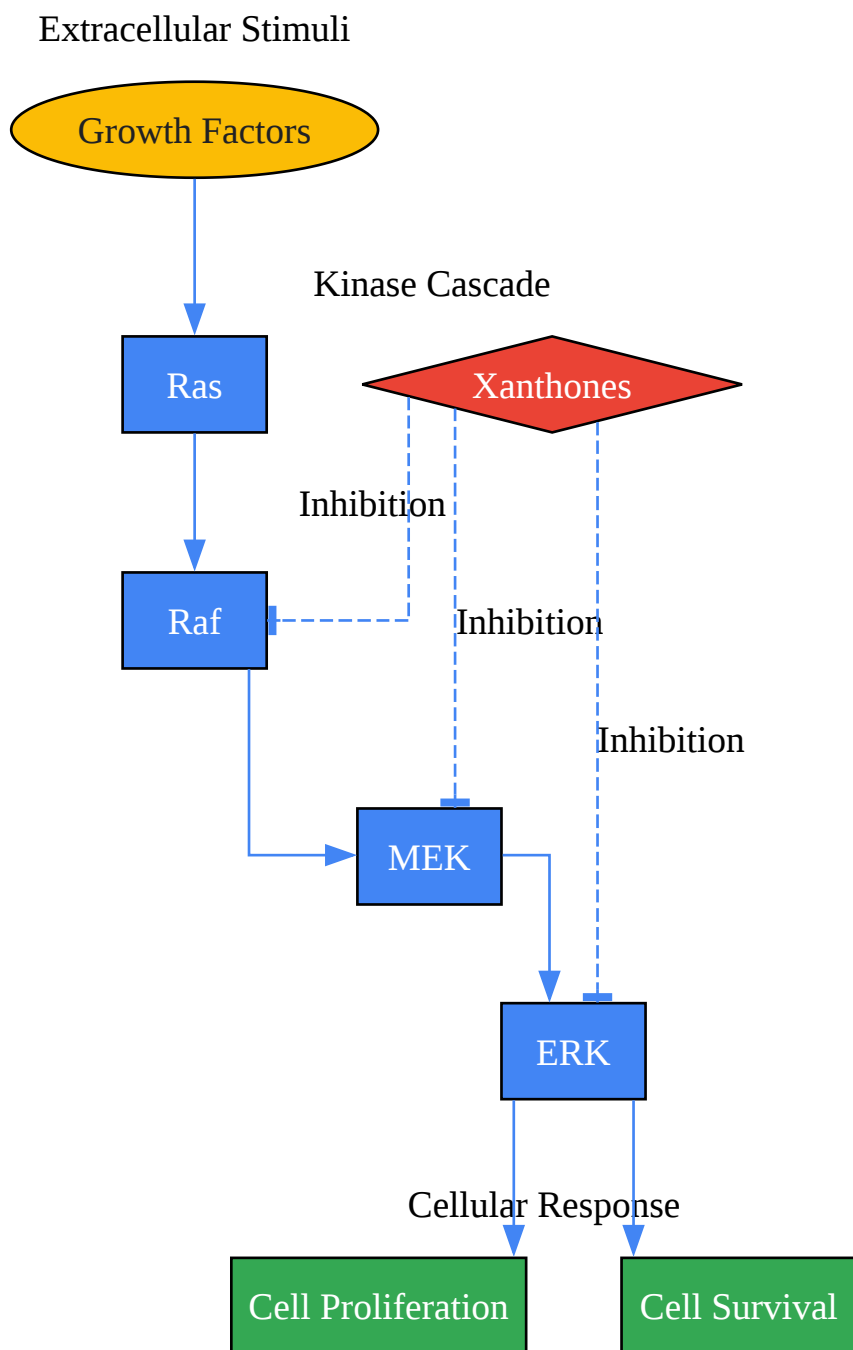 Extracellular Stimuli
Growth Factors
Kinase Cascade
Ras
Xanthones
Inhibition
Raf
Inhibition
Inhibition
MEK
ERK
Cellular Response
Cell Proliferation
Cell Survival